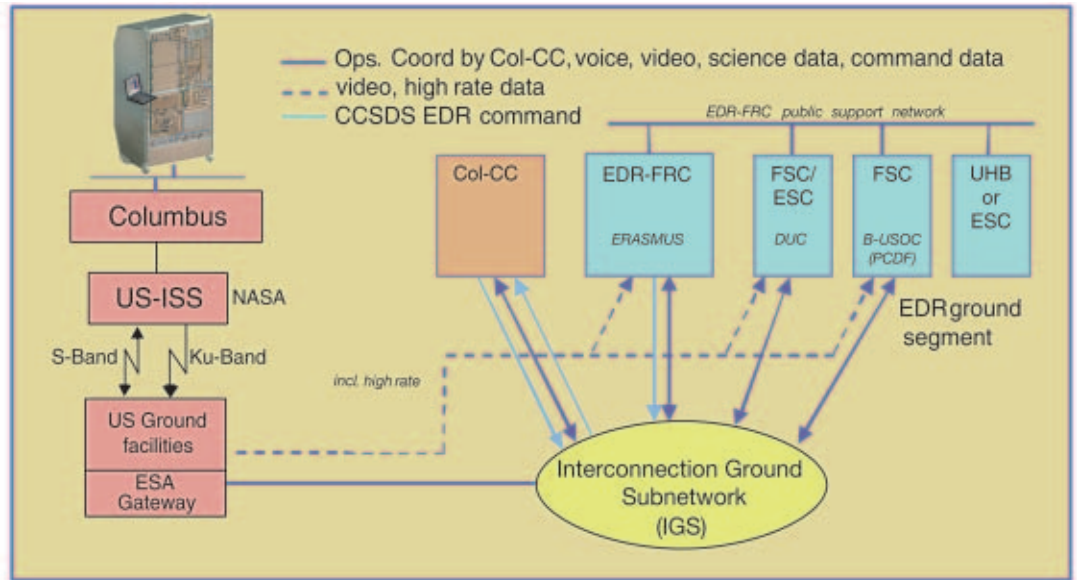 Ops. Coord by Col-CC, voice, video, science data, command data
video, high rate data
CCSDS EDR command
EDR-FRC public support network
Col-CC
EDR-FRC
ERASMUS
FSC/
ESC
DUC
FSC
B-USOC
(PCDF)
UHB
or
ESC
Columbus
US-ISS
NASA
S-Band
Ku-Band
EDR ground
segment
incl. high rate
US Ground
facilities
ESA
Gateway
Interconnection Ground
Subnetwork
(IGS)